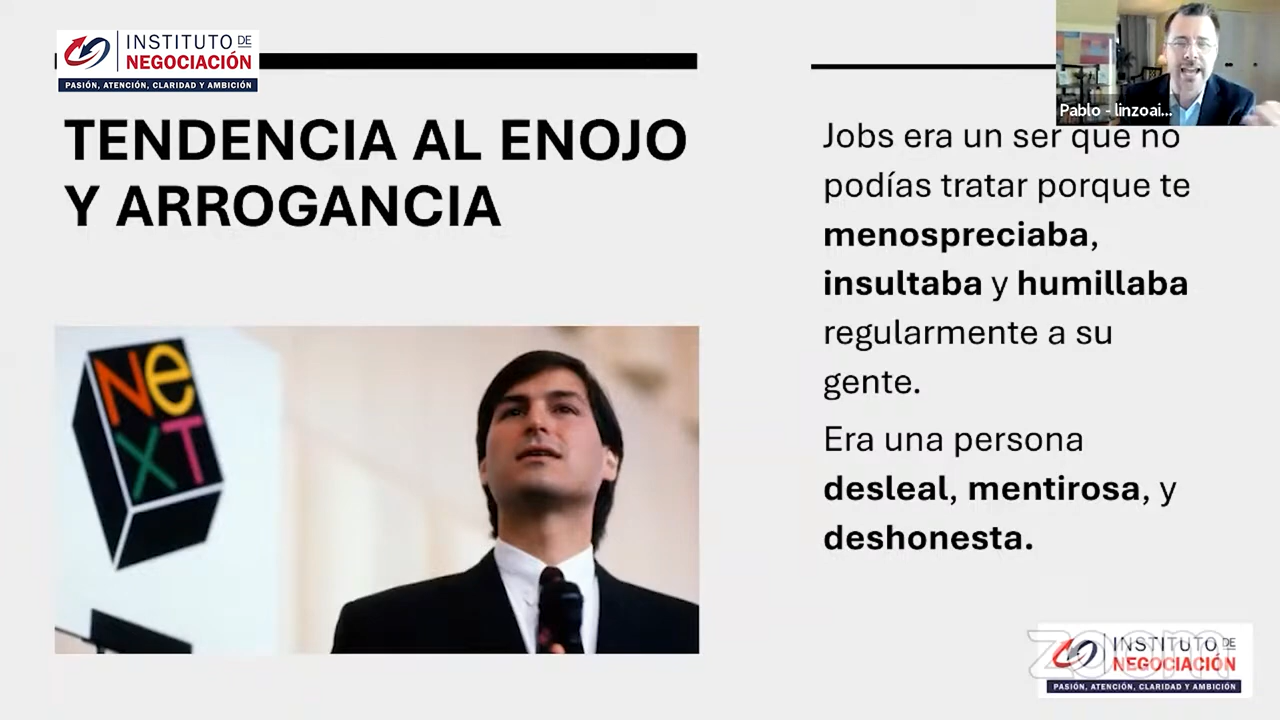 INSTITUTO DE
NEGOCIACIÓN
PASIÓN, ATENCIÓN, CLARIDAD Y AMBICIÓN
Pablo - linzoai...
TENDENCIA AL ENOJO
Y ARROGANCIA
Jobs era un ser que no
podías tratar porque te
menospreciaba,
insultaba y humillaba
regularmente a su
gente.
Era una persona
desleal, mentirosa, y
deshonesta.
NeXT
zoom
INSTITUTO DE
NEGOCIACIÓN
PASIÓN, ATENCIÓN, CLARIDAD Y AMBICIÓN